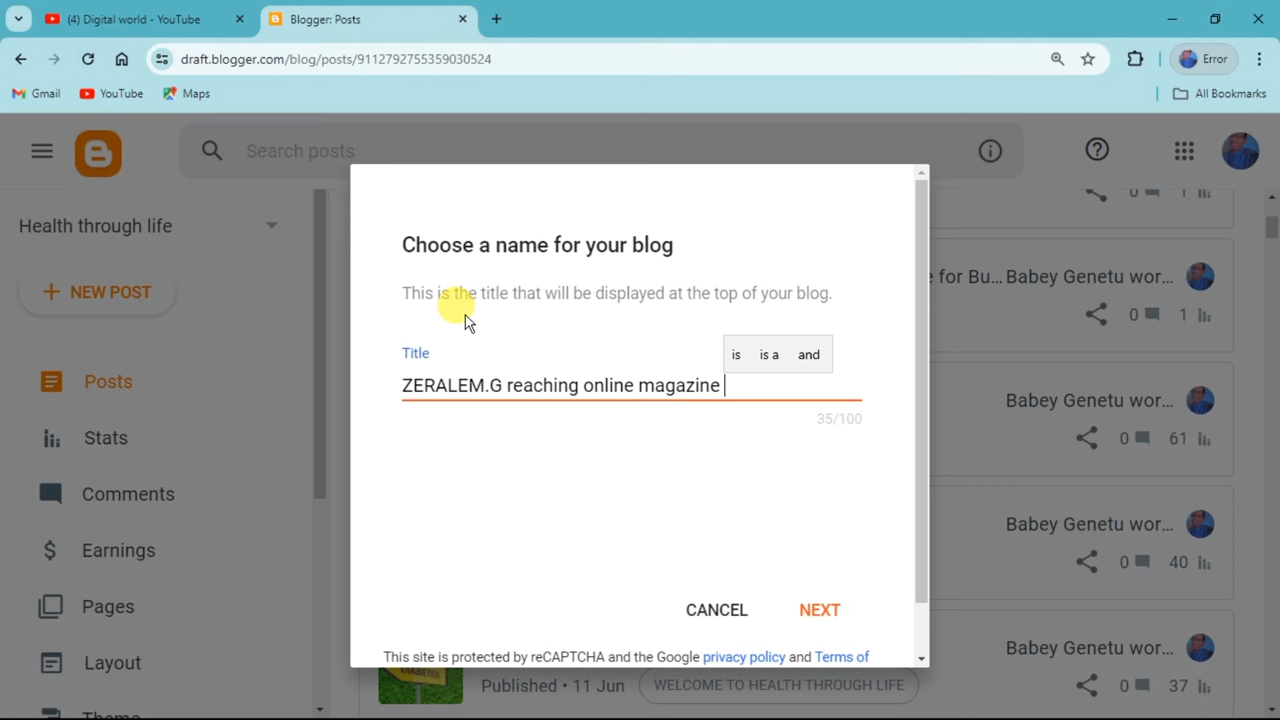 (4) Digital world - YouTube
Blogger: Posts
draft.blogger.com/blog/posts/9112792755359030524
Error
Gmail
YouTube
Maps
All Bookmarks
Search posts
Health through life
NEW POST
Posts
Stats
Comments
Earnings
Pages
Layout
Choose a name for your blog
This is the title that will be displayed at the top of your blog.
Title
is is a and
ZERALEM.G reaching online magazine
35/100
CANCEL
NEXT
This site is protected by reCAPTCHA and the Google privacy policy and Terms of
0 1
e for Bu... Babey Genetu wor...
0 1
Babey Genetu wor...
0 61
Babey Genetu wor...
0 40
Babey Genetu wor...
0 37
Published • 11 Jun
WELCOME TO HEALTH THROUGH LIFE